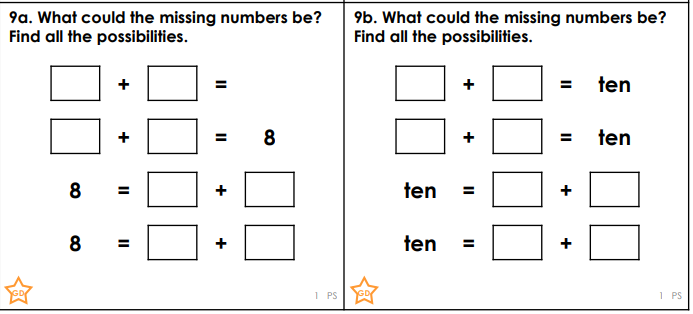 9a. What could the missing numbers be?
Find all the possibilities.
+ =
+ = 8
8 = +
8 = +
GD
1 PS
9b. What could the missing numbers be?
Find all the possibilities.
+ = ten
+ = ten
ten = +
ten = +
GD
1 PS